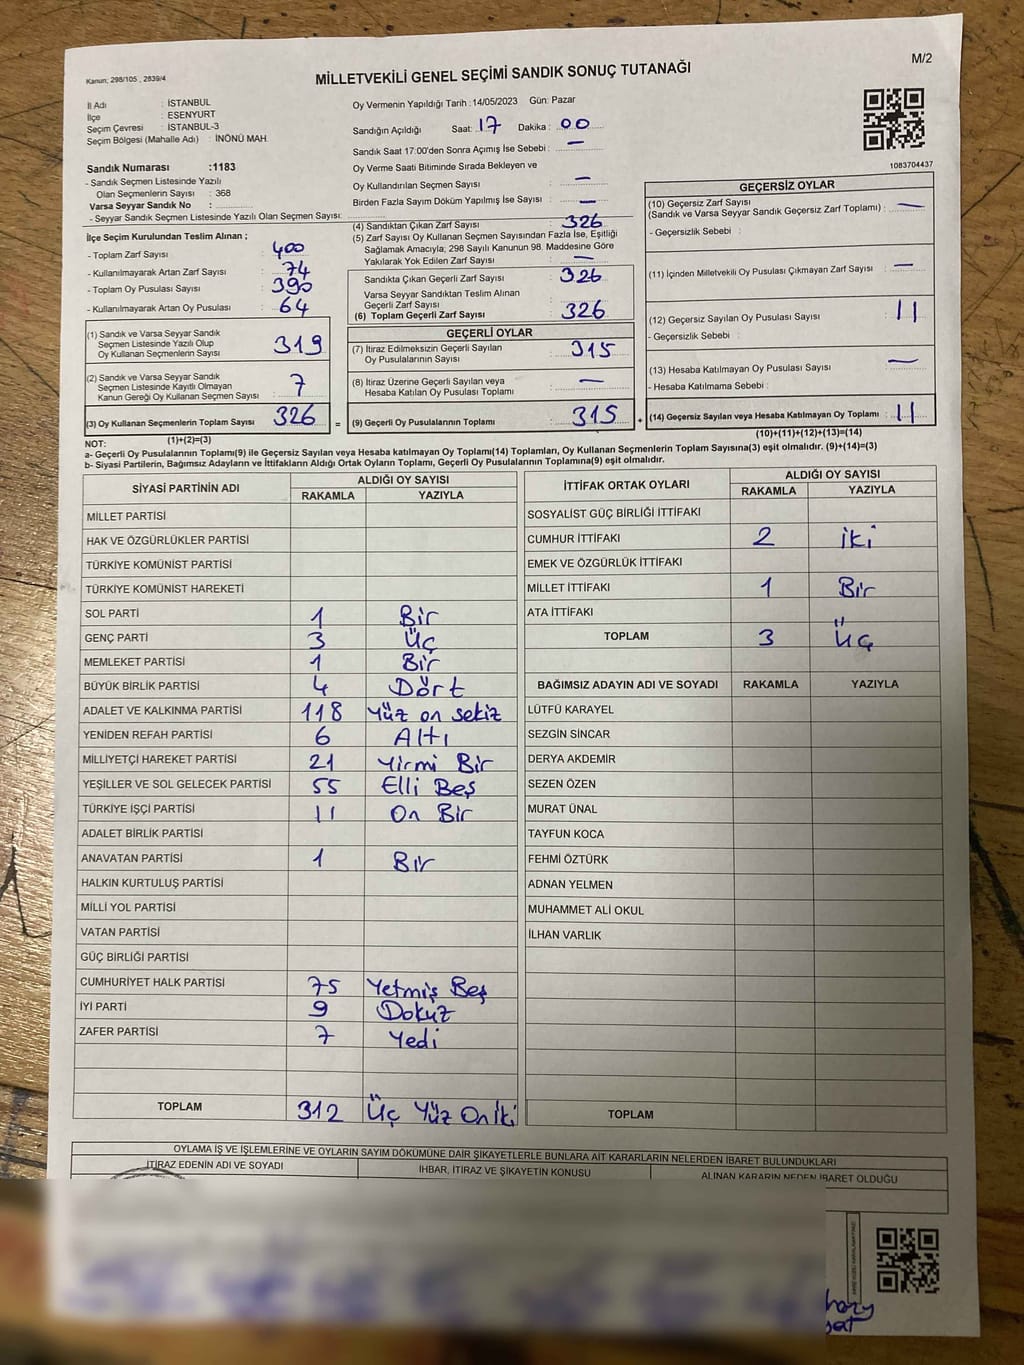 Kanun: 298/105 , 2839/4
M/2
MİLLETVEKİLİ GENEL SEÇİMİ SANDIK SONUÇ TUTANAĞI
İl Adı : İSTANBUL
İlçe : ESENYURT
Seçim Çevresi : İSTANBUL-3
Seçim Bölgesi (Mahalle Adı) : İNÖNÜ MAH.
Sandık Numarası :1183
- Sandık Seçmen Listesinde Yazılı
Olan Seçmenlerin Sayısı : 368
Varsa Seyyar Sandık No :
- Seyyar Sandık Seçmen Listesinde Yazılı Olan Seçmen Sayısı:
Oy Vermenin Yapıldığı Tarih :14/05/2023 Gün: Pazar
Sandığın Açıldığı Saat: 17 Dakika : 00
Sandık Saat 17:00'den Sonra Açımış İse Sebebi : —
Oy Verme Saati Bitiminde Sırada Bekleyen ve
Oy Kullandırılan Seçmen Sayısı : —
Birden Fazla Sayım Döküm Yapılmış İse Sayısı : —
1083704437
İlçe Seçim Kurulundan Teslim Alınan ;
- Toplam Zarf Sayısı : 400
- Kullanılmayarak Artan Zarf Sayısı : 74
- Toplam Oy Pusulası Sayısı : 390
- Kullanılmayarak Artan Oy Pusulası : 64
(1) Sandık ve Varsa Seyyar Sandık
Seçmen Listesinde Yazılı Olup
Oy Kullanan Seçmenlerin Sayısı : 319
(2) Sandık ve Varsa Seyyar Sandık
Seçmen Listesinde Kayıtlı Olmayan
Kanun Gereği Oy Kullanan Seçmen Sayısı : 7
(3) Oy Kullanan Seçmenlerin Toplam Sayısı : 326
(1)+(2)=(3)
(4) Sandıktan Çıkan Zarf Sayısı : 326
(5) Zarf Sayısı Oy Kullanan Seçmen Sayısından Fazla İse, Eşitliği
Sağlamak Amacıyla; 298 Sayılı Kanunun 98. Maddesine Göre
Yakılarak Yok Edilen Zarf Sayısı : —
Sandıkta Çıkan Geçerli Zarf Sayısı : 326
Varsa Seyyar Sandıktan Teslim Alınan
Geçerli Zarf Sayısı :
(6) Toplam Geçerli Zarf Sayısı : 326
GEÇERLİ OYLAR
(7) İtiraz Edilmeksizin Geçerli Sayılan
Oy Pusulalarının Sayısı : 315
(8) İtiraz Üzerine Geçerli Sayılan veya
Hesaba Katılan Oy Pusulası Toplamı : —
= (9) Geçerli Oy Pusulalarının Toplamı : 315
GEÇERSİZ OYLAR
(10) Geçersiz Zarf Sayısı
(Sandık ve Varsa Seyyar Sandık Geçersiz Zarf Toplamı) : —
- Geçersizlik Sebebi :
(11) İçinden Milletvekili Oy Pusulası Çıkmayan Zarf Sayısı : —
(12) Geçersiz Sayılan Oy Pusulası Sayısı : 11
- Geçersizlik Sebebi :
(13) Hesaba Katılmayan Oy Pusulası Sayısı : —
- Hesaba Katılmama Sebebi :
+ (14) Geçersiz Sayılan veya Hesaba Katılmayan Oy Toplamı : 11
(10)+(11)+(12)+(13)=(14)
NOT:
a- Geçerli Oy Pusulalarının Toplamı(9) ile Geçersiz Sayılan veya Hesaba katılmayan Oy Toplamı(14) Toplamları, Oy Kullanan Seçmenlerin Toplam Sayısına(3) eşit olmalıdır. (9)+(14)=(3)
b- Siyasi Partilerin, Bağımsız Adayların ve İttifakların Aldığı Ortak Oyların Toplamı, Geçerli Oy Pusulalarının Toplamına(9) eşit olmalıdır.
SİYASİ PARTİNİN ADI ALDIĞI OY SAYISI
RAKAMLA YAZIYLA
MİLLET PARTİSİ
HAK VE ÖZGÜRLÜKLER PARTİSİ
TÜRKİYE KOMÜNİST PARTİSİ
TÜRKİYE KOMÜNİST HAREKETİ
SOL PARTİ 1 Bir
GENÇ PARTİ 3 Üç
MEMLEKET PARTİSİ 1 Bir
BÜYÜK BİRLİK PARTİSİ 4 Dört
ADALET VE KALKINMA PARTİSİ 118 Yüz on sekiz
YENİDEN REFAH PARTİSİ 6 Altı
MİLLİYETÇİ HAREKET PARTİSİ 21 Yirmi Bir
YEŞİLLER VE SOL GELECEK PARTİSİ 55 Elli Beş
TÜRKİYE İŞÇİ PARTİSİ 11 On Bir
ADALET BİRLİK PARTİSİ
ANAVATAN PARTİSİ 1 Bir
HALKIN KURTULUŞ PARTİSİ
MİLLİ YOL PARTİSİ
VATAN PARTİSİ
GÜÇ BİRLİĞİ PARTİSİ
CUMHURİYET HALK PARTİSİ 75 Yetmiş Beş
İYİ PARTİ 9 Dokuz
ZAFER PARTİSİ 7 Yedi
TOPLAM 312 Üç Yüz On iki
İTTİFAK ORTAK OYLARI ALDIĞI OY SAYISI
RAKAMLA YAZIYLA
SOSYALİST GÜÇ BİRLİĞİ İTTİFAKI
CUMHUR İTTİFAKI 2 iki
EMEK VE ÖZGÜRLÜK İTTİFAKI
MİLLET İTTİFAKI 1 Bir
ATA İTTİFAKI
TOPLAM 3 Üç
BAĞIMSIZ ADAYIN ADI VE SOYADI RAKAMLA YAZIYLA
LÜTFÜ KARAYEL
SEZGİN SİNCAR
DERYA AKDEMİR
SEZEN ÖZEN
MURAT ÜNAL
TAYFUN KOCA
FEHMİ ÖZTÜRK
ADNAN YELMEN
MUHAMMET ALİ OKUL
İLHAN VARLIK
TOPLAM
OYLAMA İŞ VE İŞLEMLERİNE VE OYLARIN SAYIM DÖKÜMÜNE DAİR ŞİKAYETLERLE BUNLARA AİT KARARLARIN NELERDEN İBARET BULUNDUKLARI
İTİRAZ EDENİN ADI VE SOYADI İHBAR, İTİRAZ VE ŞİKAYETİN KONUSU ALINAN KARARIN NEDEN İBARET OLDUĞU